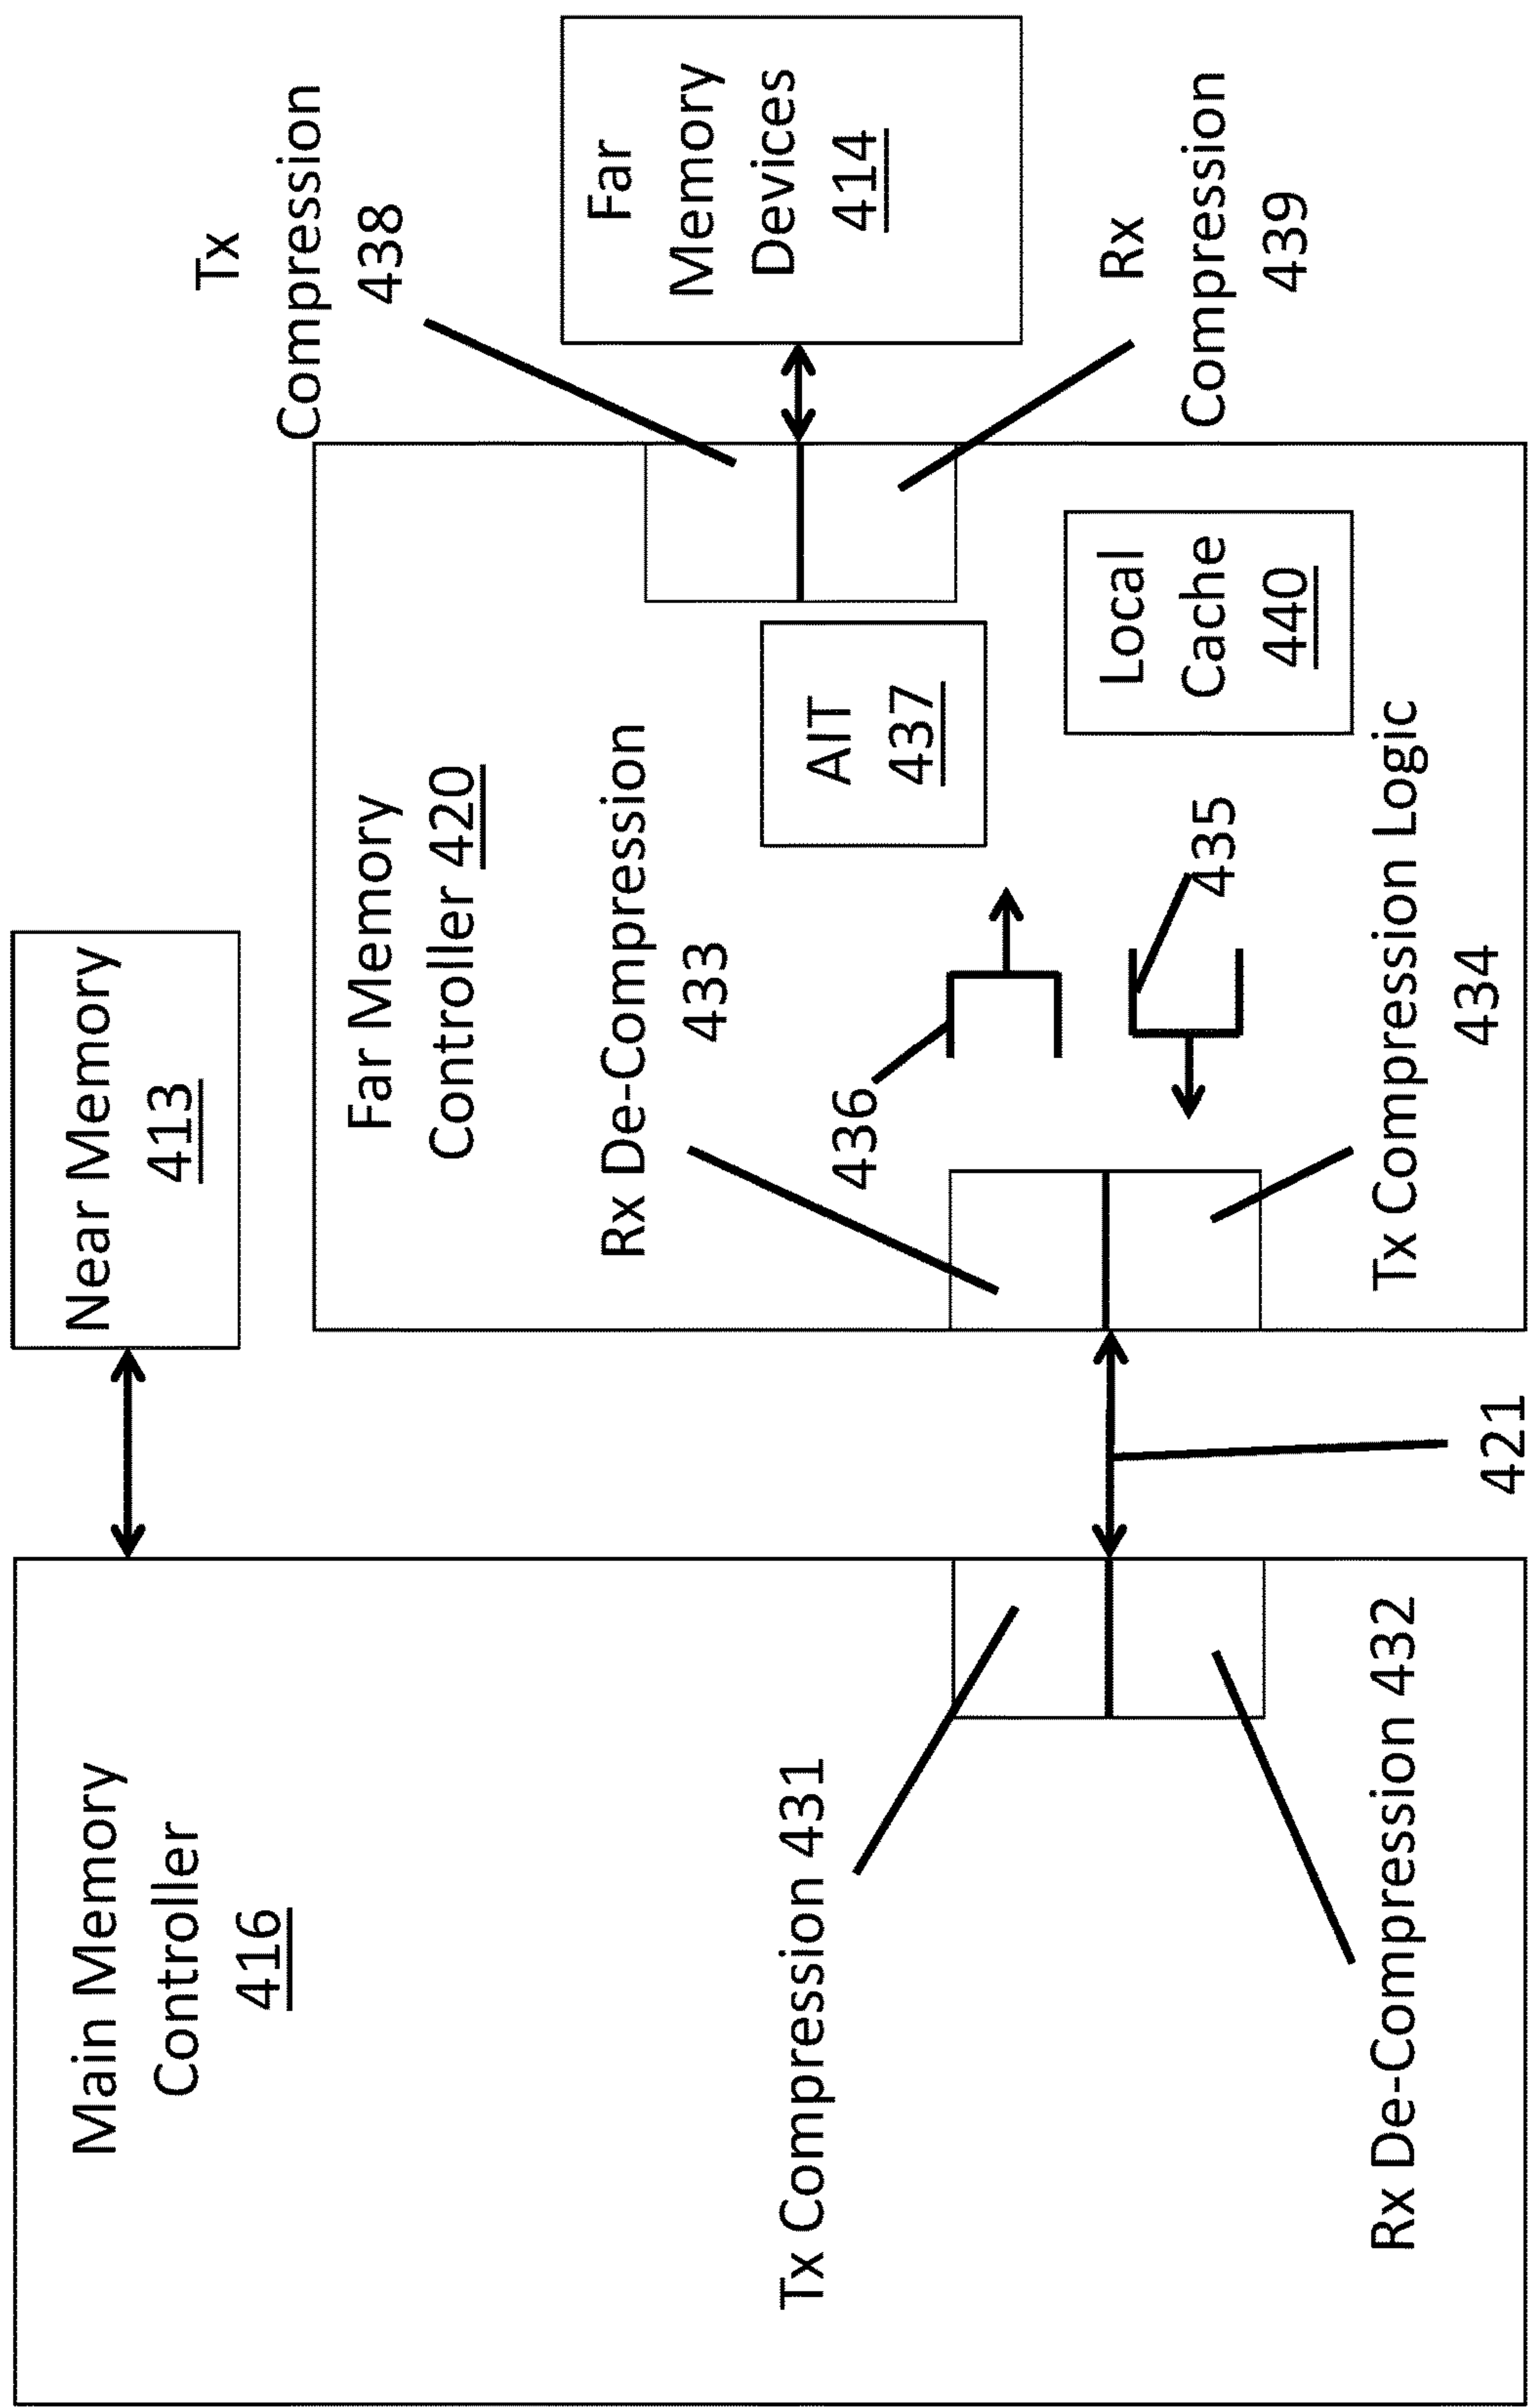 Main Memory
Controller
416
Near Memory
413
Far Memory
Controller 420
Tx
Compression
438
Far
Memory
Devices
414
Rx
Compression
439
Rx De-Compression
433
AIT
437
436
435
Local
Cache
440
Tx Compression Logic
434
Tx Compression 431
Rx De-Compression 432
421